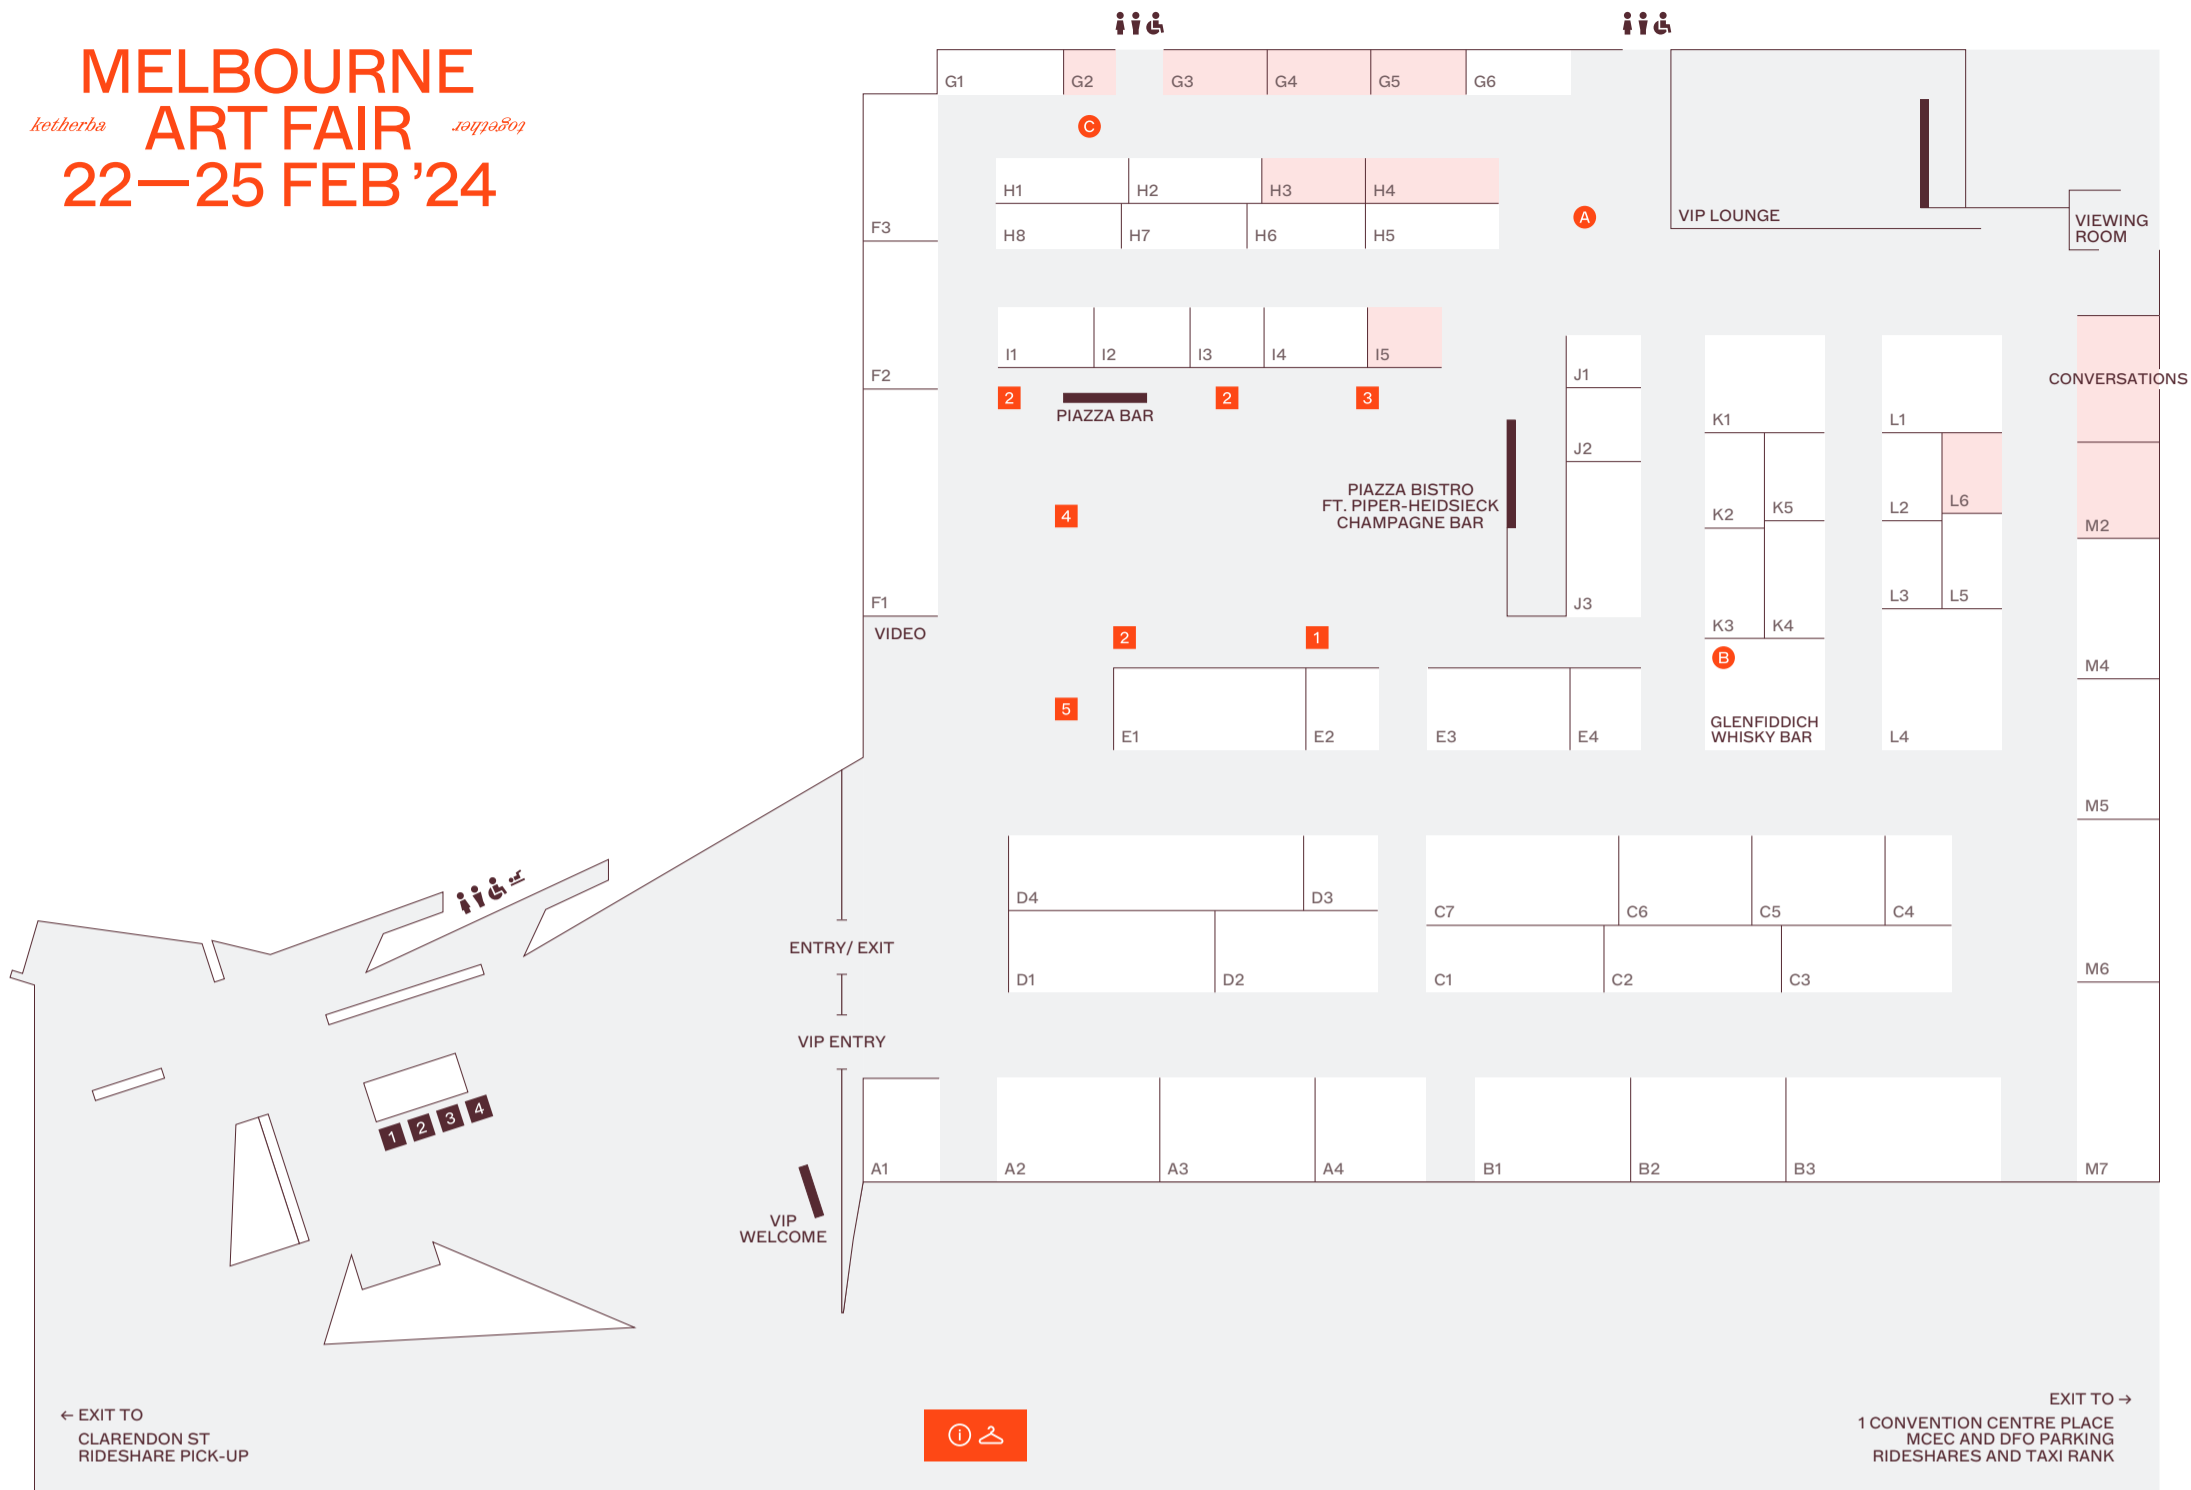 MELBOURNE
ketherba ART FAIR together.
22—25 FEB ’24
G1 G2 G3 G4 G5 G6
C
H1 H2 H3 H4
H8 H7 H6 H5
A
VIP LOUNGE
VIEWING
ROOM
F3
F2
F1
VIDEO
I1 I2 I3 I4 I5
2 2 3
PIAZZA BAR
4
PIAZZA BISTRO
FT. PIPER-HEIDSIECK
CHAMPAGNE BAR
J1
J2
J3
K1
K2 K5
K3 K4
B
GLENFIDDICH
WHISKY BAR
L1
L2 L6
L3 L5
L4
CONVERSATIONS
M2
M4
M5
M6
M7
2 1
5
E1 E2 E3 E4
D4 D3
D1 D2
C7 C6 C5 C4
C1 C2 C3
ENTRY/ EXIT
VIP ENTRY
A1 A2 A3 A4 B1 B2 B3
1 2 3 4
VIP
WELCOME
← EXIT TO
CLARENDON ST
RIDESHARE PICK-UP
i
EXIT TO →
1 CONVENTION CENTRE PLACE
MCEC AND DFO PARKING
RIDESHARES AND TAXI RANK